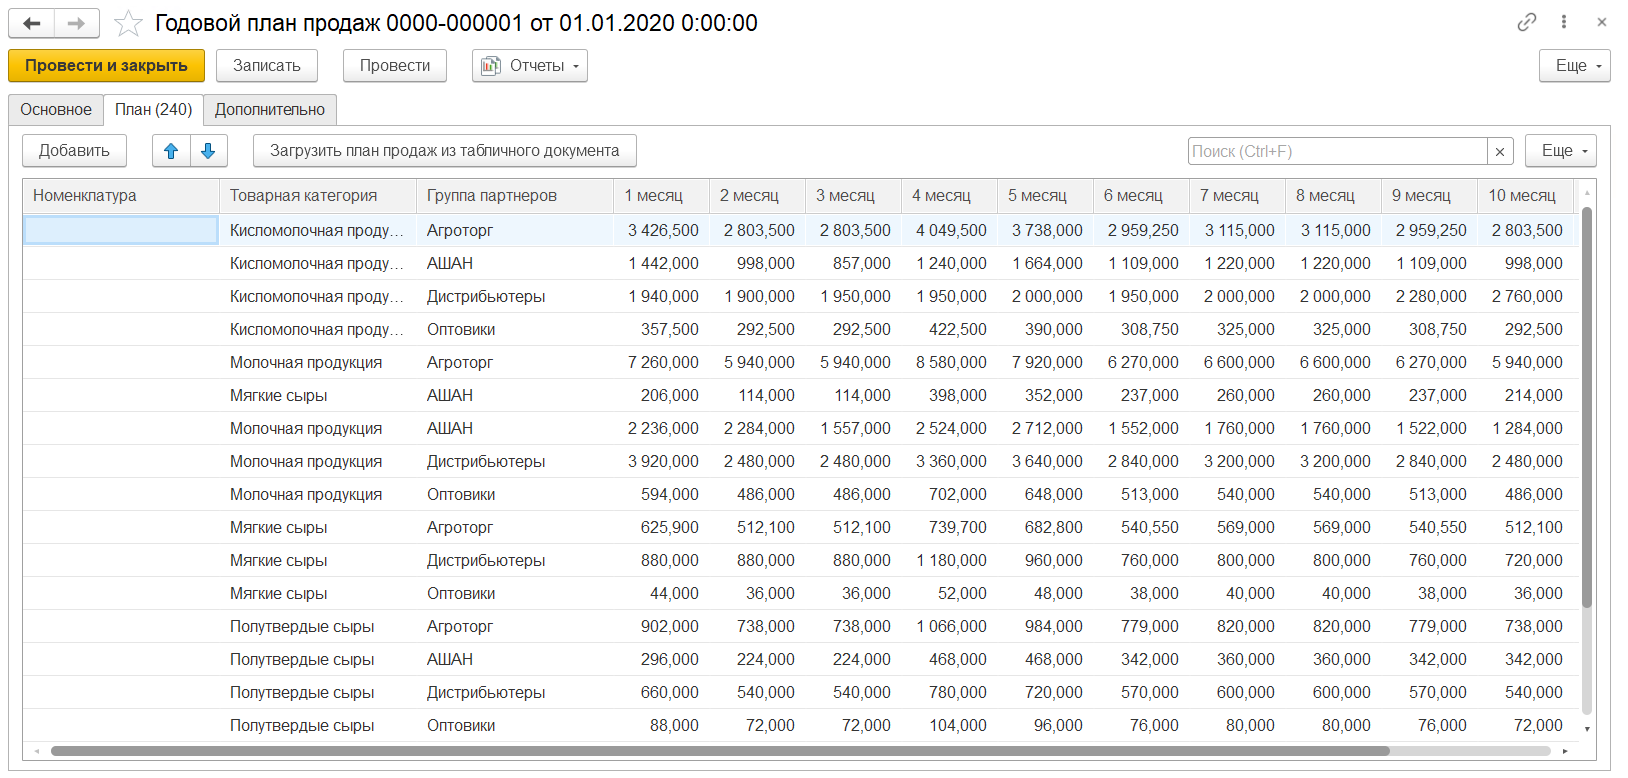 Годовой план продаж 0000-000001 от 01.01.2020 0:00:00
Провести и закрыть Записать Провести Отчеты Еще
Основное План (240) Дополнительно
Добавить Загрузить план продаж из табличного документа Поиск (Ctrl+F) × Еще
Номенклатура Товарная категория Группа партнеров 1 месяц 2 месяц 3 месяц 4 месяц 5 месяц 6 месяц 7 месяц 8 месяц 9 месяц 10 месяц
Кисломолочная проду... Агроторг 3 426,500 2 803,500 2 803,500 4 049,500 3 738,000 2 959,250 3 115,000 3 115,000 2 959,250 2 803,500
Кисломолочная проду... АШАН 1 442,000 998,000 857,000 1 240,000 1 664,000 1 109,000 1 220,000 1 220,000 1 109,000 998,000
Кисломолочная проду... Дистрибьютеры 1 940,000 1 900,000 1 950,000 1 950,000 2 000,000 1 950,000 2 000,000 2 000,000 2 280,000 2 760,000
Кисломолочная проду... Оптовики 357,500 292,500 292,500 422,500 390,000 308,750 325,000 325,000 308,750 292,500
Молочная продукция Агроторг 7 260,000 5 940,000 5 940,000 8 580,000 7 920,000 6 270,000 6 600,000 6 600,000 6 270,000 5 940,000
Мягкие сыры АШАН 206,000 114,000 114,000 398,000 352,000 237,000 260,000 260,000 237,000 214,000
Молочная продукция АШАН 2 236,000 2 284,000 1 557,000 2 524,000 2 712,000 1 552,000 1 760,000 1 760,000 1 522,000 1 284,000
Молочная продукция Дистрибьютеры 3 920,000 2 480,000 2 480,000 3 360,000 3 640,000 2 840,000 3 200,000 3 200,000 2 840,000 2 480,000
Молочная продукция Оптовики 594,000 486,000 486,000 702,000 648,000 513,000 540,000 540,000 513,000 486,000
Мягкие сыры Агроторг 625,900 512,100 512,100 739,700 682,800 540,550 569,000 569,000 540,550 512,100
Мягкие сыры Дистрибьютеры 880,000 880,000 880,000 1 180,000 960,000 760,000 800,000 800,000 760,000 720,000
Мягкие сыры Оптовики 44,000 36,000 36,000 52,000 48,000 38,000 40,000 40,000 38,000 36,000
Полутвердые сыры Агроторг 902,000 738,000 738,000 1 066,000 984,000 779,000 820,000 820,000 779,000 738,000
Полутвердые сыры АШАН 296,000 224,000 224,000 468,000 468,000 342,000 360,000 360,000 342,000 342,000
Полутвердые сыры Дистрибьютеры 660,000 540,000 540,000 780,000 720,000 570,000 600,000 600,000 570,000 540,000
Полутвердые сыры Оптовики 88,000 72,000 72,000 104,000 96,000 76,000 80,000 80,000 76,000 72,000